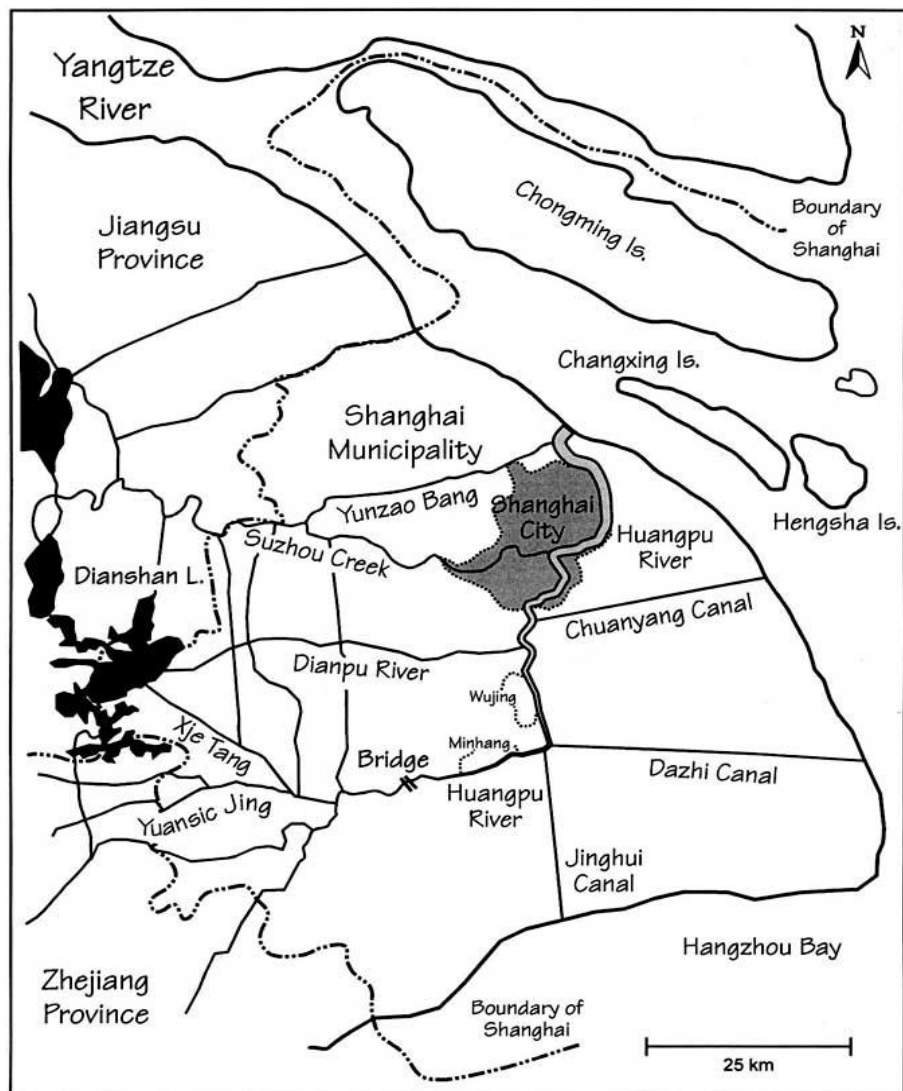 N
Yangtze
River
Chongming Is.
Boundary
of
Shanghai
Jiangsu
Province
Changxing Is.
Shanghai
Municipality
Yunzao Bang
Shanghai
City
Hengsha Is.
Suzhou Creek
Huangpu
River
Dianshan L.
Chuanyang Canal
Dianpu River
Wujing
Xje Tang
Minhang
Bridge
Dazhi Canal
Huangpu
River
Yuansic Jing
Jinghui
Canal
Hangzhou Bay
Zhejiang
Province
Boundary of
Shanghai
25 km